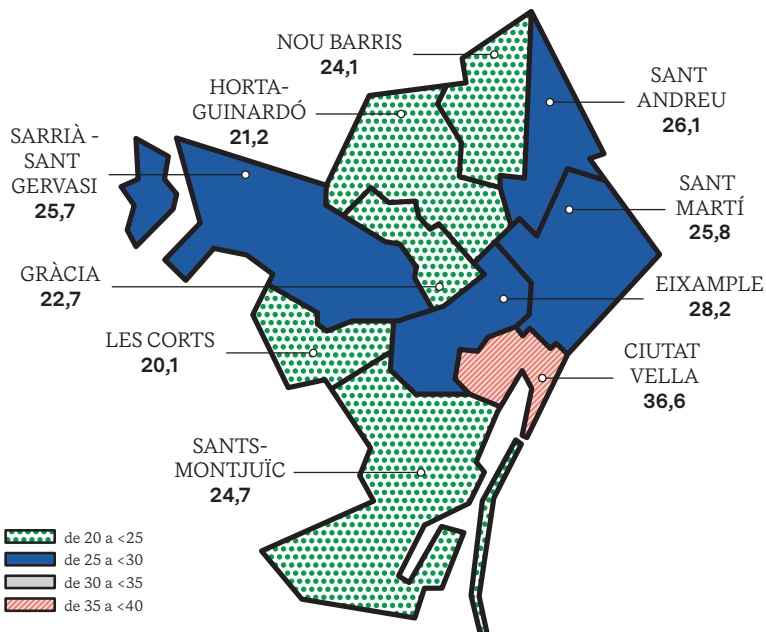 NOU BARRIS
24,1
HORTA-
GUINARDÓ
21,2
SANT
ANDREU
26,1
SARRIÀ -
SANT
GERVASI
25,7
SANT
MARTÍ
25,8
GRÀCIA
22,7
EIXAMPLE
28,2
LES CORTS
20,1
CIUTAT
VELLA
36,6
SANTS-
MONTJUÏC
24,7
de 20 a <25
de 25 a <30
de 30 a <35
de 35 a <40